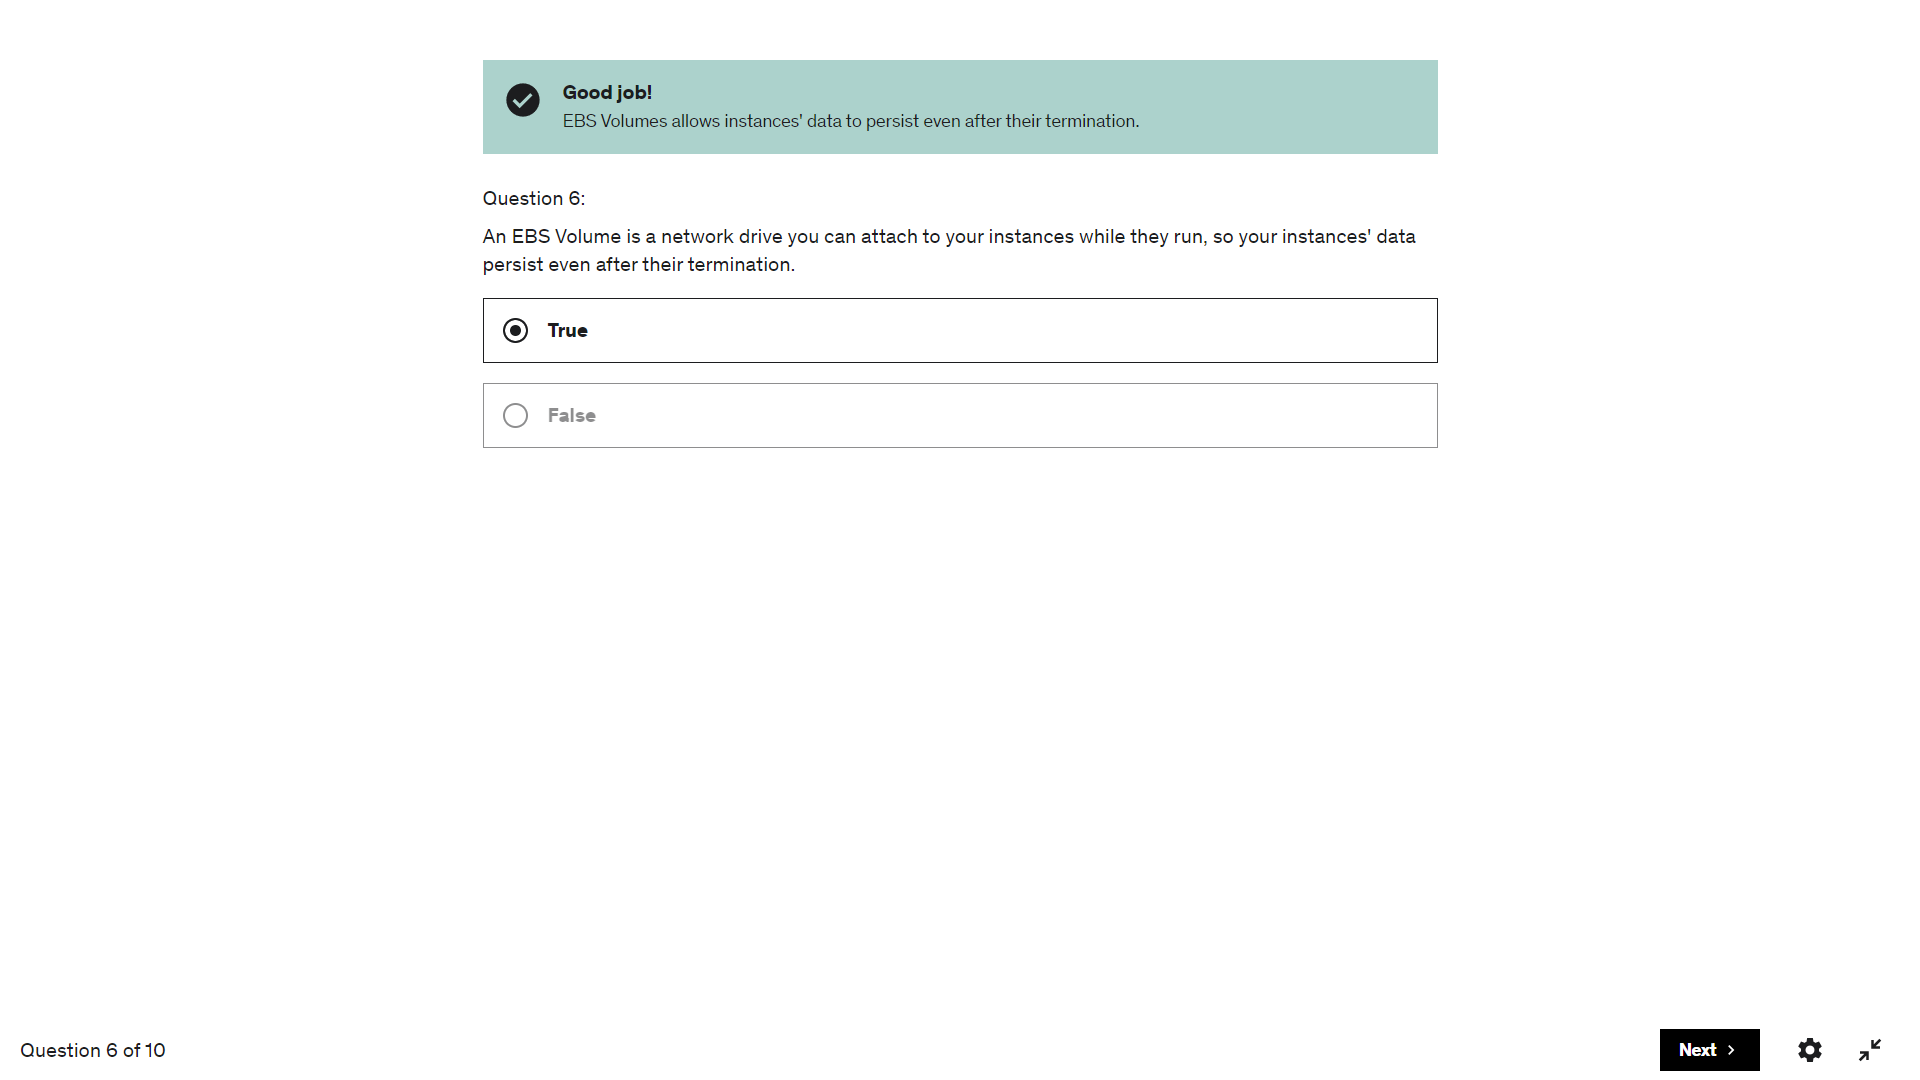 Good job!
EBS Volumes allows instances' data to persist even after their termination.
Question 6:
An EBS Volume is a network drive you can attach to your instances while they run, so your instances' data
persist even after their termination.
True
False
Question 6 of 10
Next